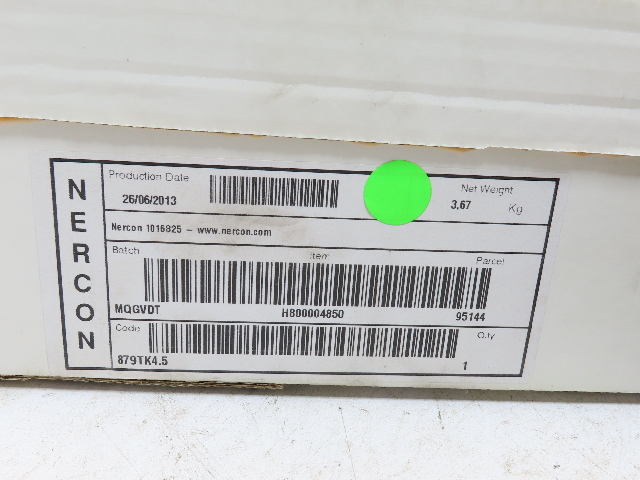 NERCON
Production Date
26/06/2013
Net Weight
3,67 Kg
Nercon 1016825 – www.nercon.com
Batch Item Parcel
MQGVDT H800004850 95144
Code Q.ty
879TK4.5 1